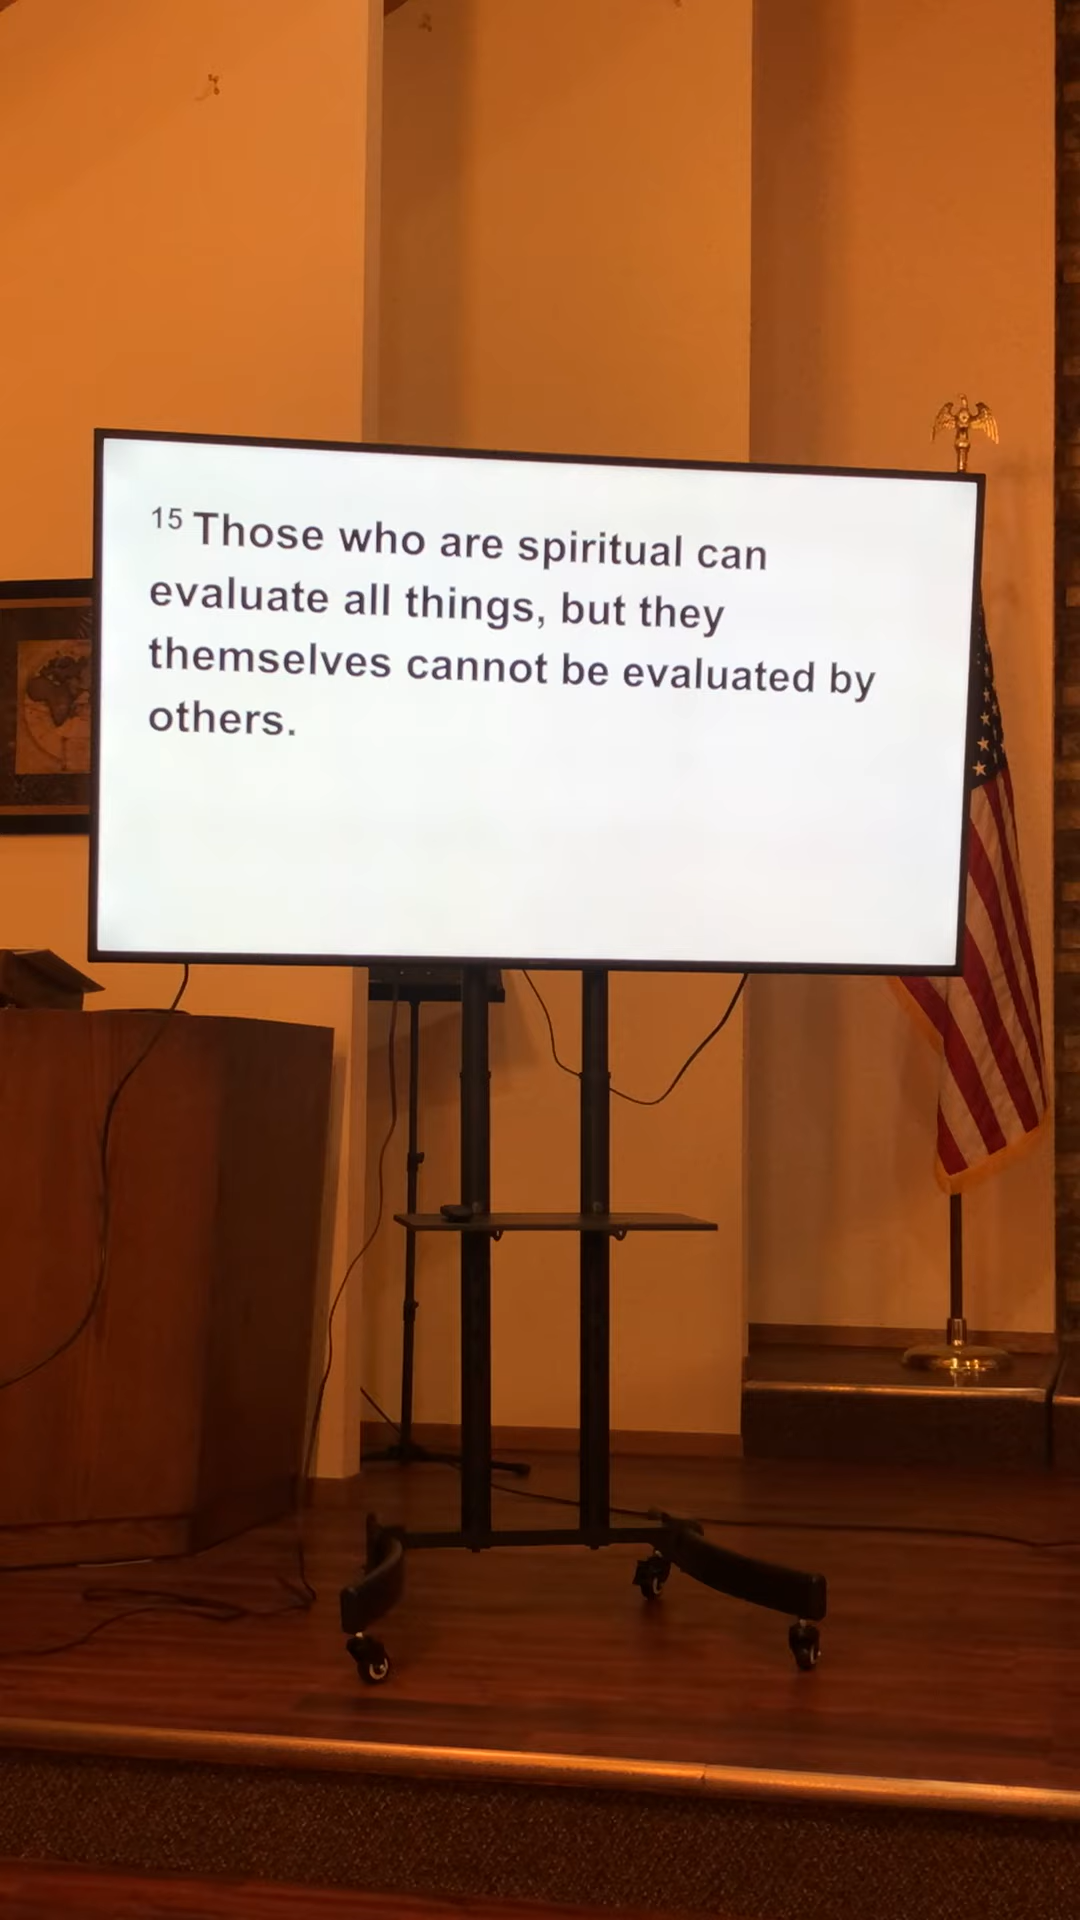 15 Those who are spiritual can
evaluate all things, but they
themselves cannot be evaluated by
others.